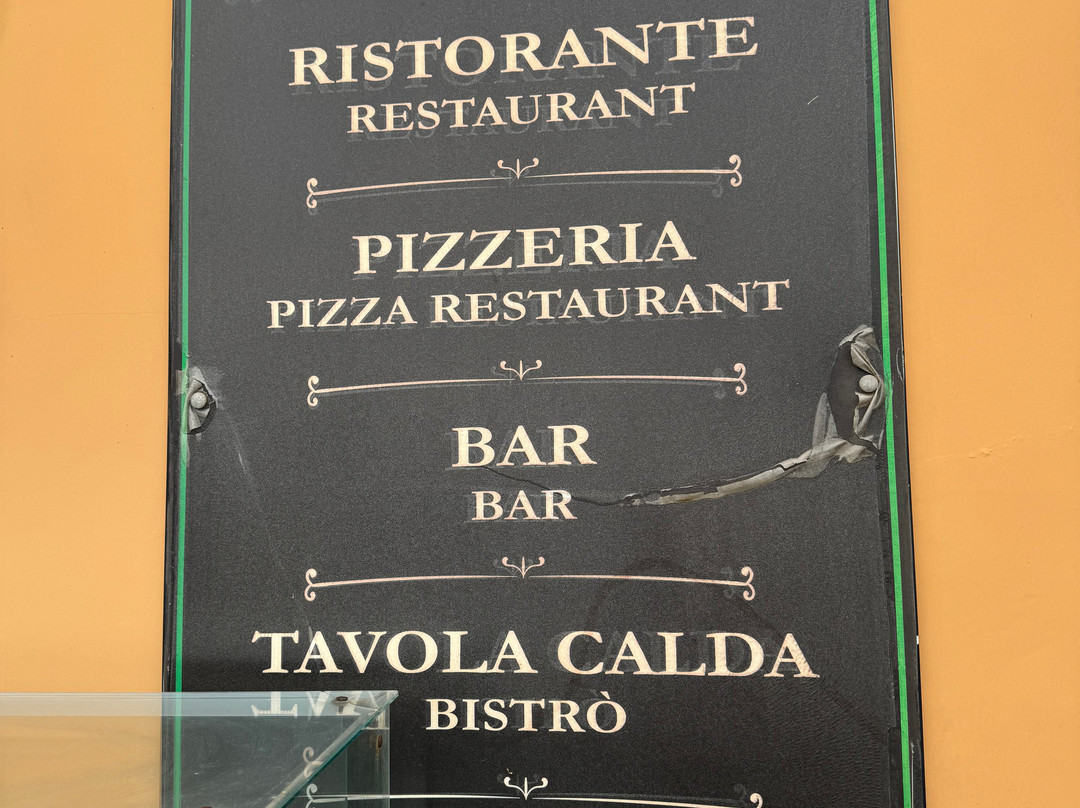 RISTORANTE
RESTAURANT
PIZZERIA
PIZZA RESTAURANT
BAR
BAR
TAVOLA CALDA
BISTRÒ